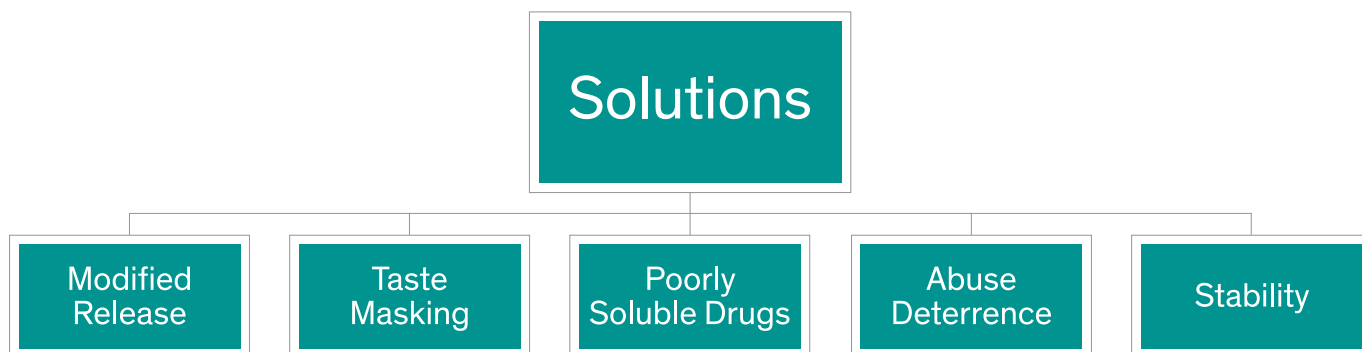 Solutions
Modified
Release
Taste
Masking
Poorly
Soluble Drugs
Abuse
Deterrence
Stability